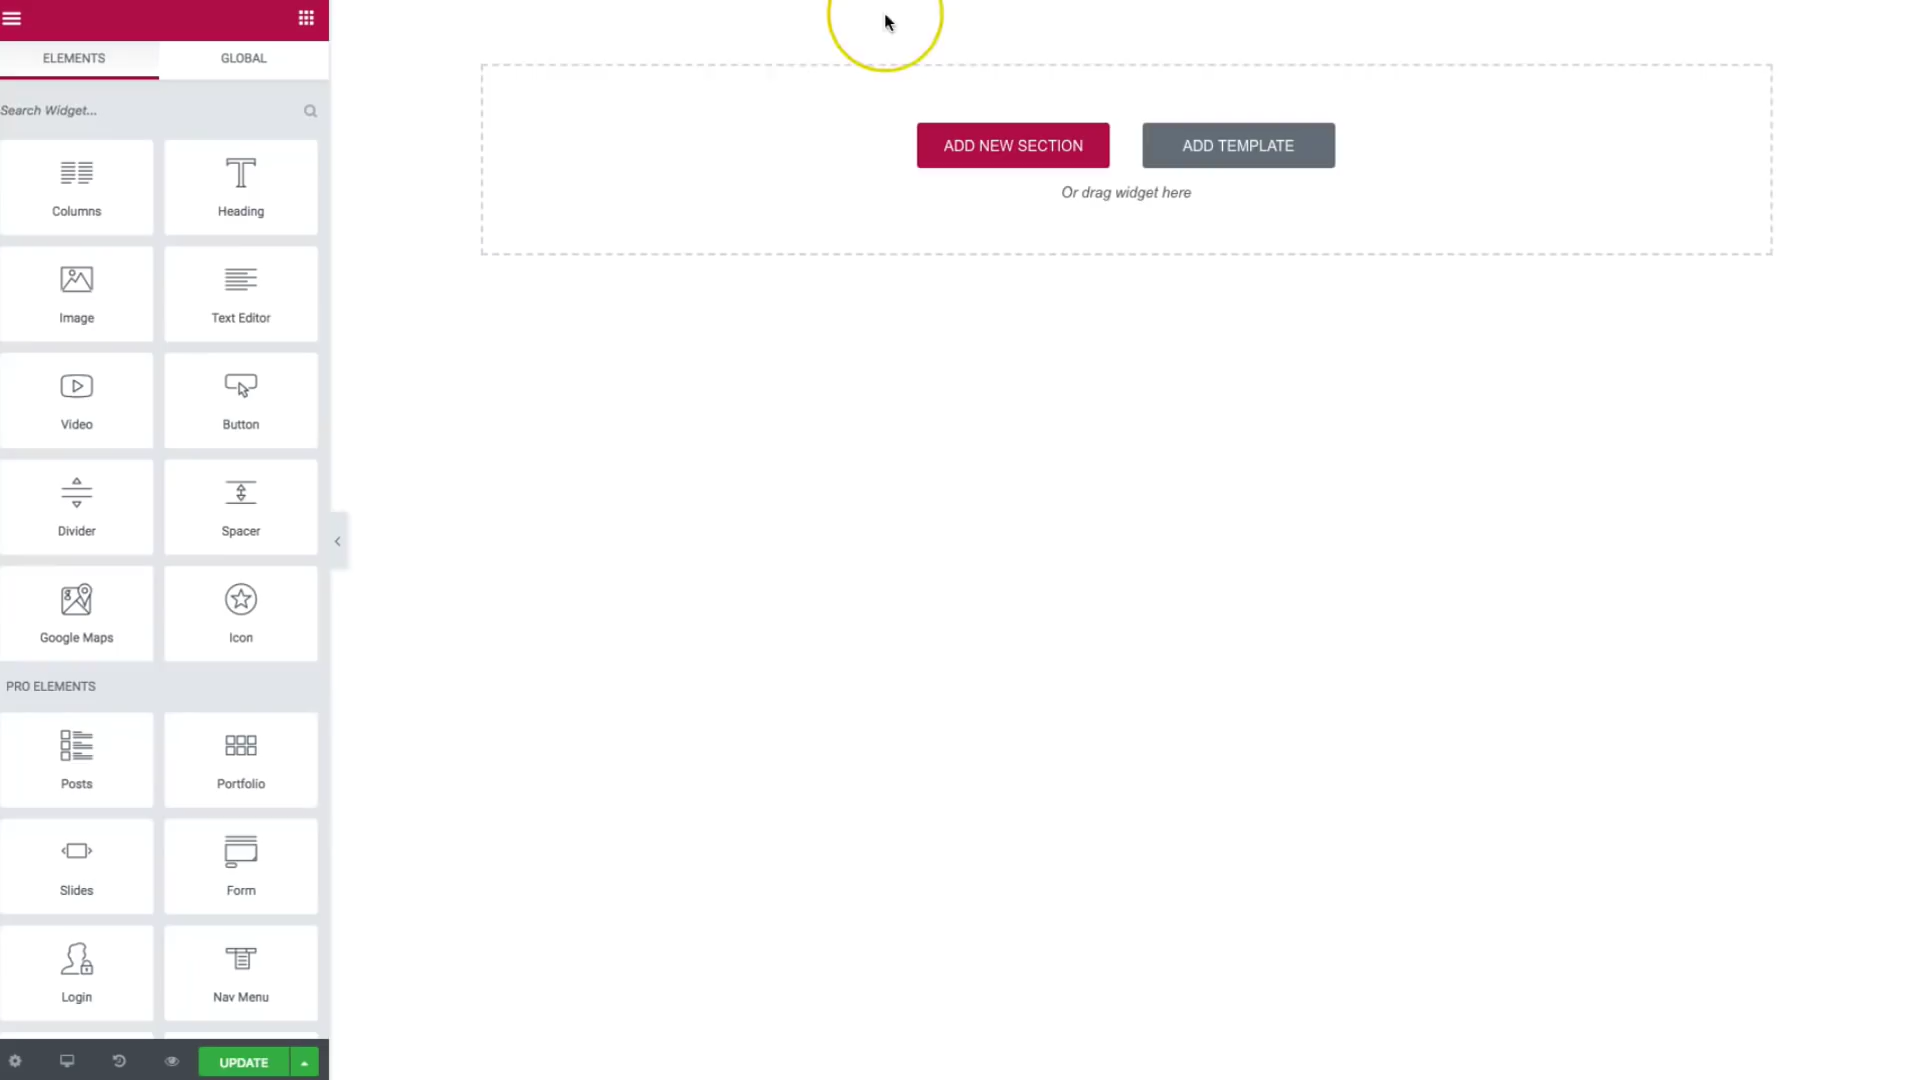 ELEMENTS
GLOBAL
Search Widget...
Columns
Heading
Image
Text Editor
Video
Button
Divider
Spacer
Google Maps
Icon
PRO ELEMENTS
Posts
Portfolio
Slides
Form
Login
Nav Menu
UPDATE
ADD NEW SECTION
ADD TEMPLATE
Or drag widget here